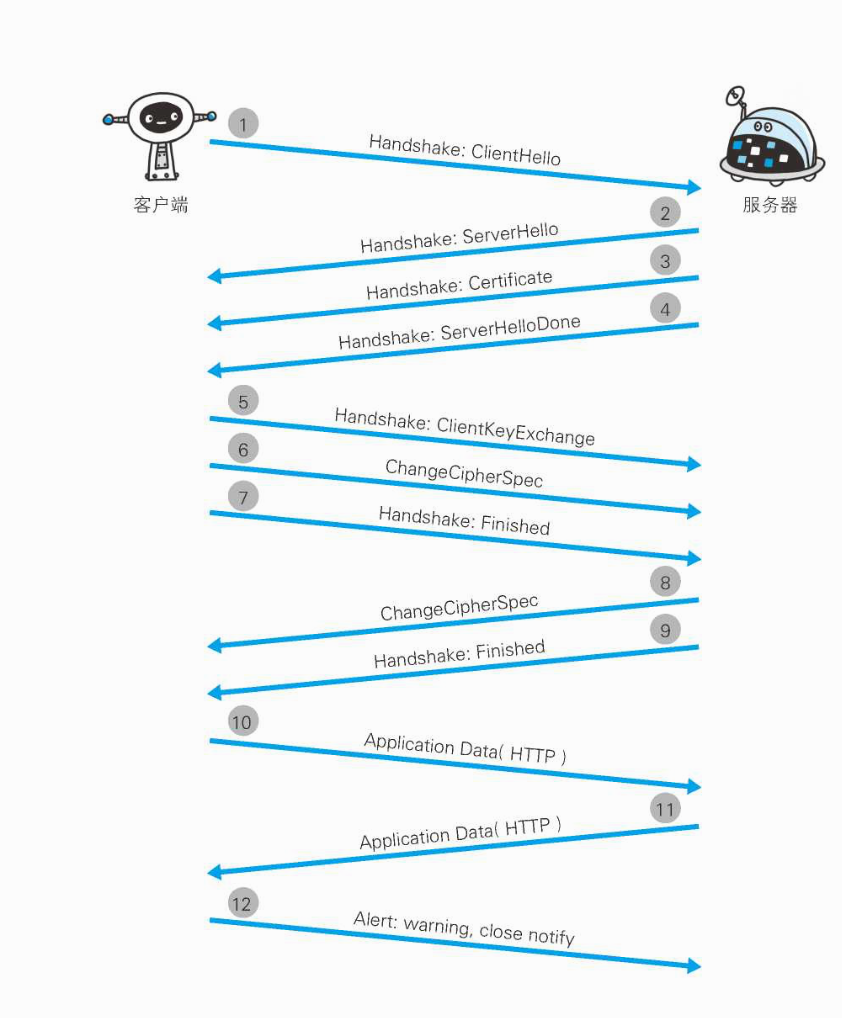 1
Handshake: ClientHello
客户端
服务器
2
Handshake: ServerHello
3
Handshake: Certificate
4
Handshake: ServerHelloDone
5
Handshake: ClientKeyExchange
6
ChangeCipherSpec
7
Handshake: Finished
8
ChangeCipherSpec
9
Handshake: Finished
10
Application Data( HTTP )
11
Application Data( HTTP )
12
Alert: warning, close notify